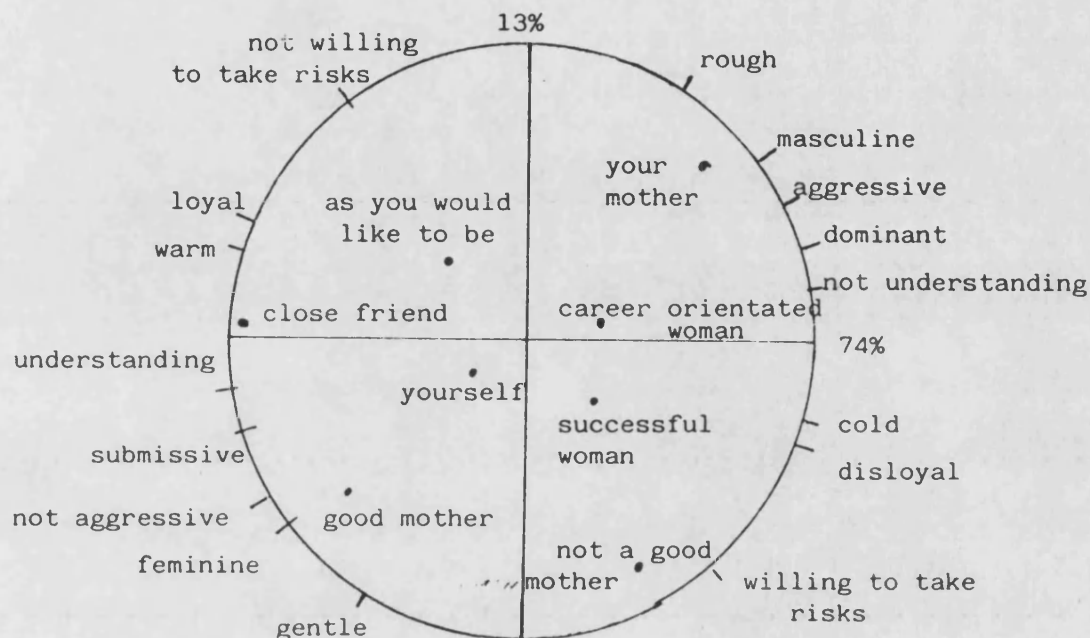 13%
not willing
to take risks
rough
masculine
your
mother
aggressive
loyal
as you would
like to be
dominant
warm
not understanding
close friend
career orientated
woman
74%
understanding
yourself
successful
woman
cold
submissive
disloyal
not aggressive
good mother
feminine
not a good
mother
willing to take
risks
gentle